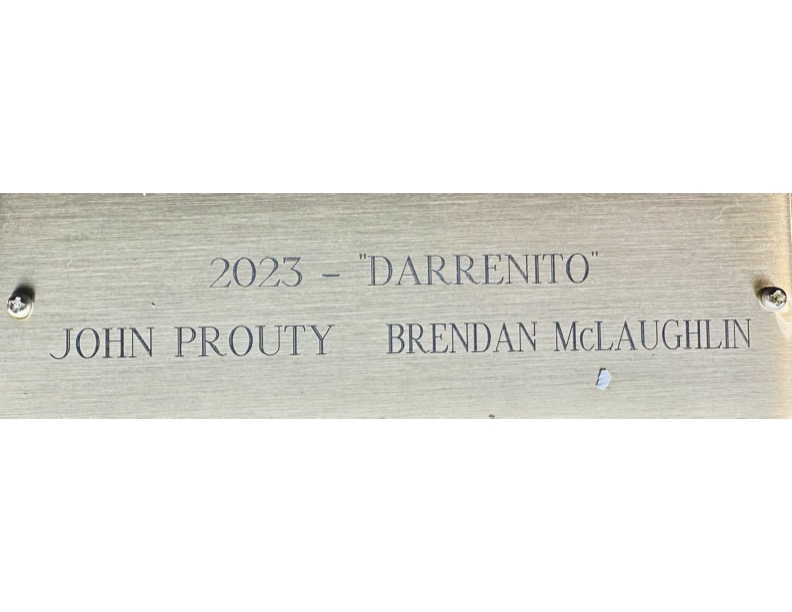 2023 – "DARRENITO"
JOHN PROUTY BRENDAN McLAUGHLIN